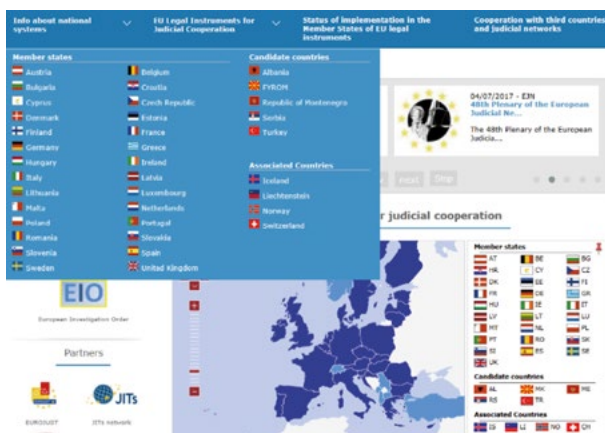 Info about national systems
EU Legal Instruments for Judicial Cooperation
Status of implementation in the Member States of EU legal instruments
Cooperation with third countries and judicial networks
Member states
Austria
Belgium
Bulgaria
Croatia
Cyprus
Czech Republic
Denmark
Estonia
Finland
France
Germany
Greece
Hungary
Ireland
Italy
Latvia
Lithuania
Luxembourg
Malta
Netherlands
Poland
Portugal
Romania
Slovakia
Slovenia
Spain
Sweden
United Kingdom
Candidate countries
Albania
FYROM
Republic of Montenegro
Serbia
Turkey
Associated Countries
Iceland
Liechtenstein
Norway
Switzerland
04/07/2017 - EJN
48th Plenary of the European
Judicial Ne...
The 48th Plenary of the European
Judicia...
Next Stop
r judicial cooperation
EIO
European Investigation Order
Partners
EUROJUST
JITs
JITs network
Member states
AT BE BG
HR CY CZ
DK EE FI
FR DE GR
HU IE IT
LV LT LU
MT NL PL
PT RO SK
SI ES SE
UK
Candidate countries
AL MK ME
RS TR
Associated Countries
IS LI NO CH